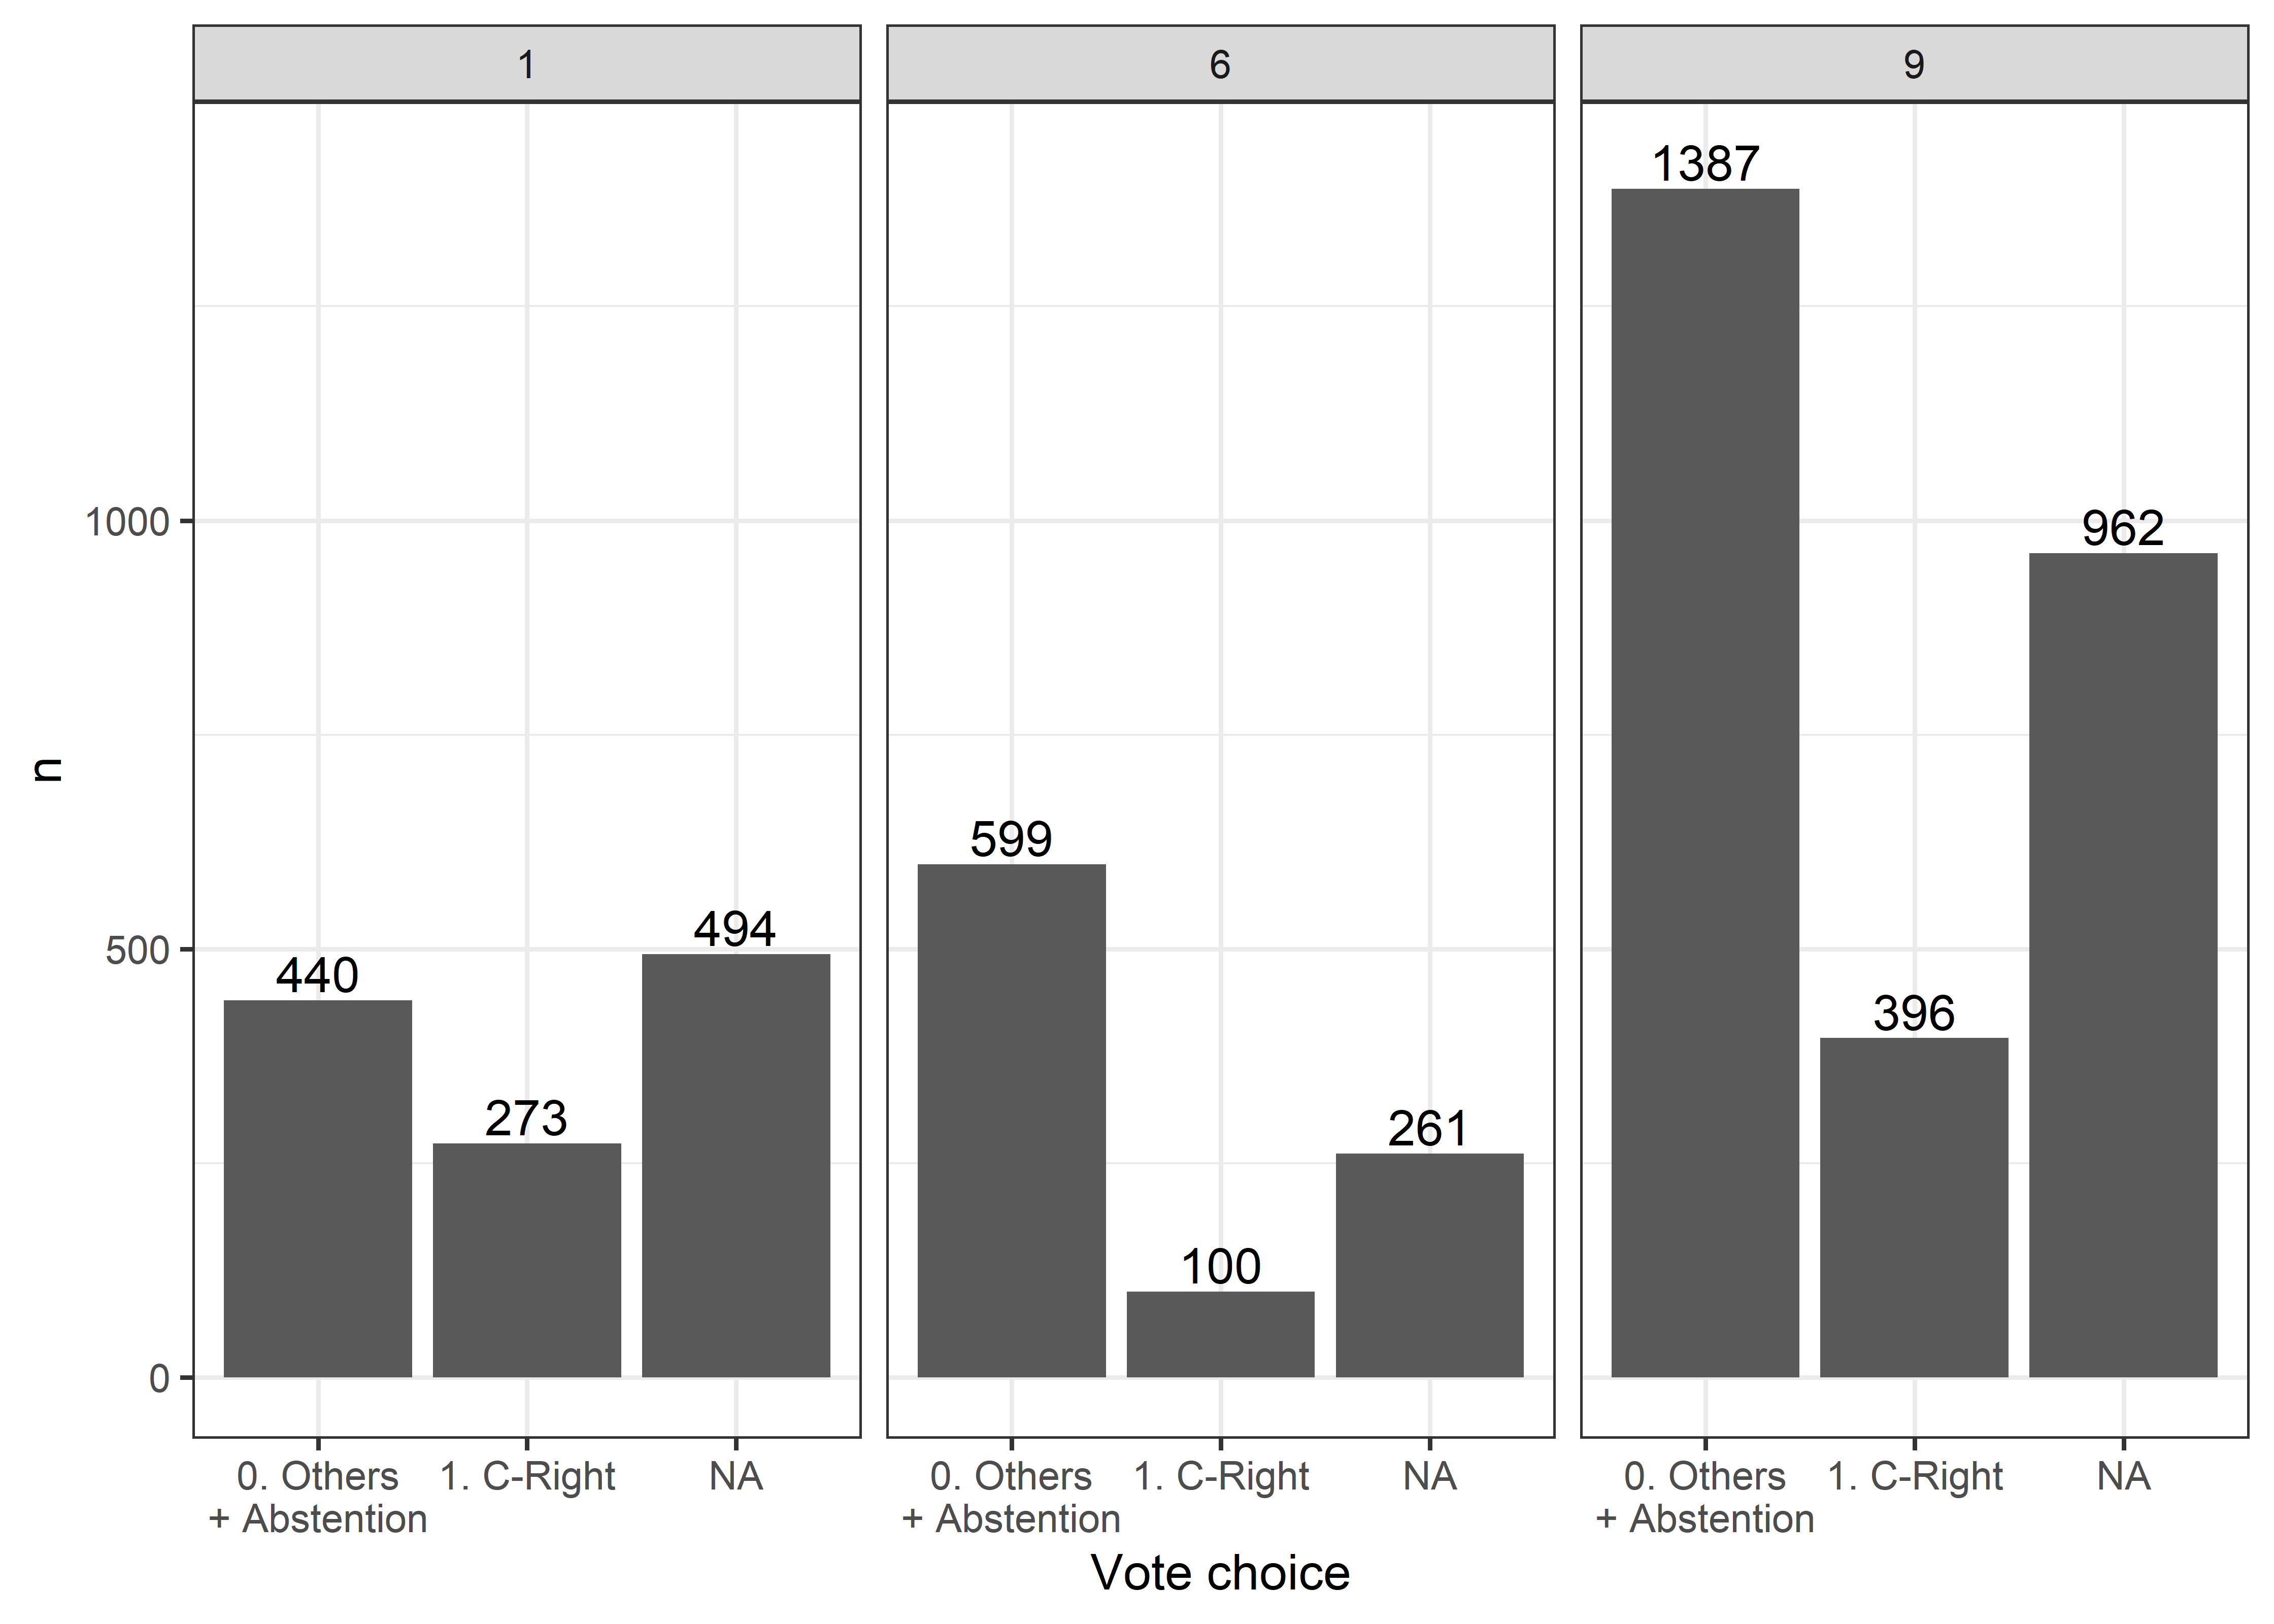 1
6
9
n
1000
500
0
440
273
494
599
100
261
1387
396
962
0. Others
+ Abstention
1. C-Right
NA
0. Others
+ Abstention
1. C-Right
NA
0. Others
+ Abstention
1. C-Right
NA
Vote choice